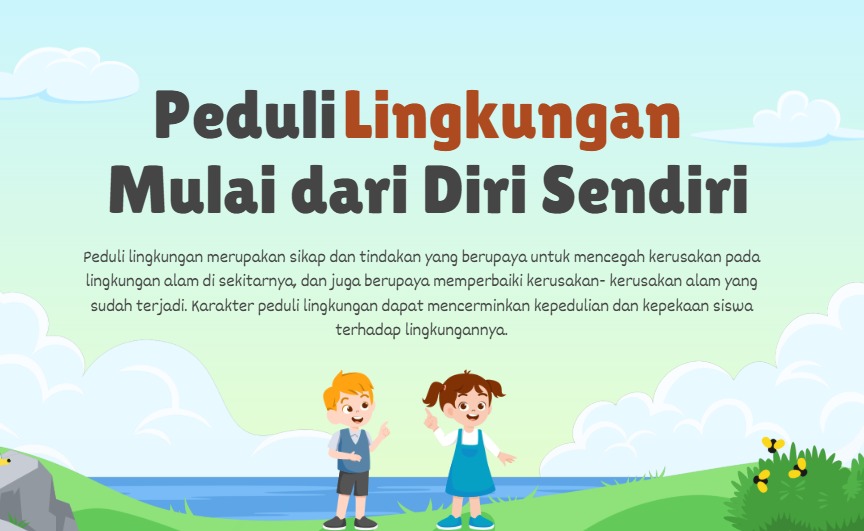 Peduli Lingkungan
Mulai dari Diri Sendiri
Peduli lingkungan merupakan sikap dan tindakan yang berupaya untuk mencegah kerusakan pada
lingkungan alam di sekitarnya, dan juga berupaya memperbaiki kerusakan- kerusakan alam yang
sudah terjadi. Karakter peduli lingkungan dapat mencerminkan kepedulian dan kepekaan siswa
terhadap lingkungannya.